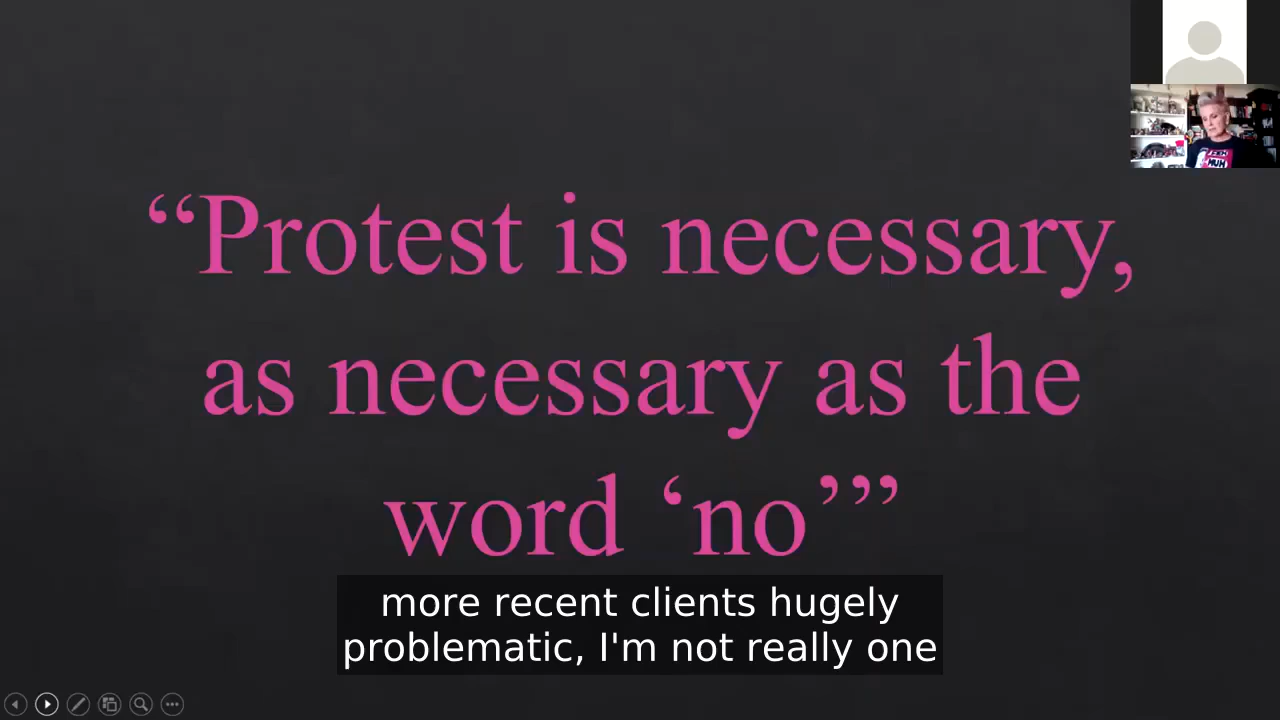 “Protest is necessary,
as necessary as the
word ‘no’”
more recent clients hugely
problematic, I'm not really one